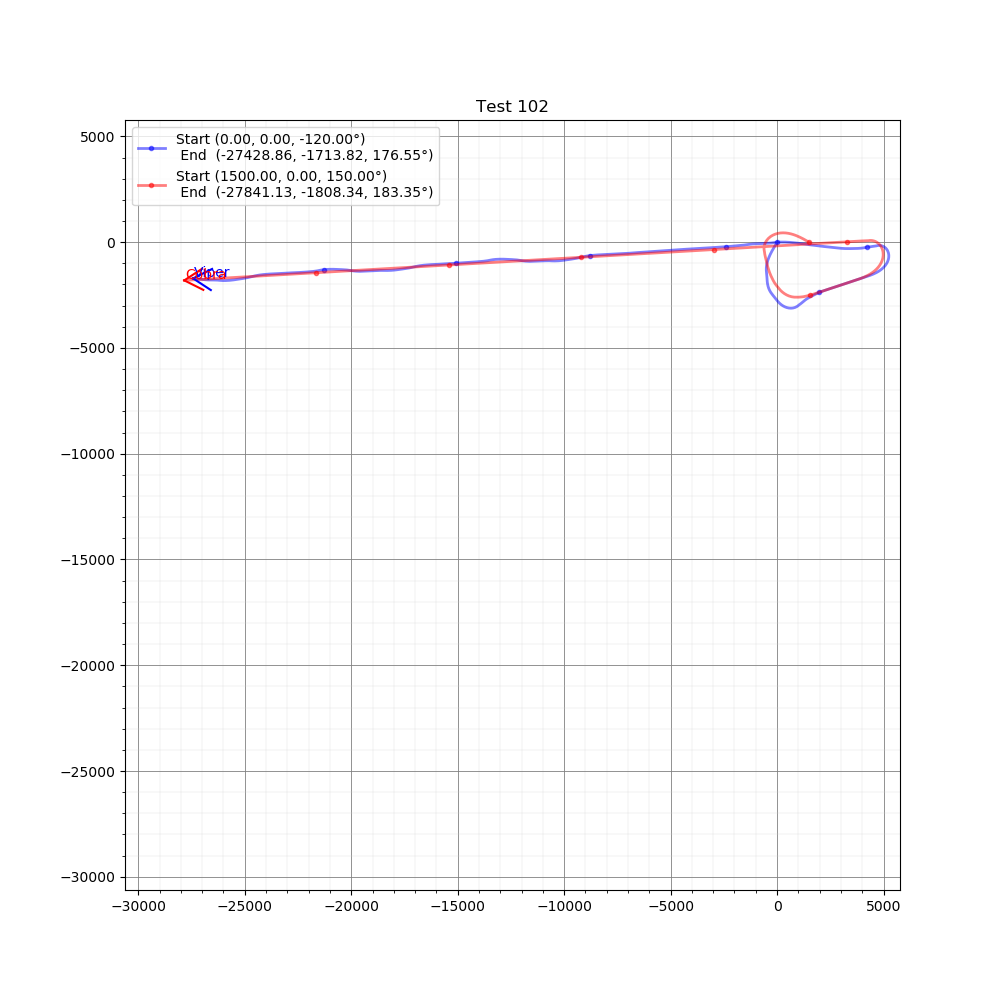 Test 102
Start (0.00, 0.00, -120.00°)
End (-27428.86, -1713.82, 176.55°)
Start (1500.00, 0.00, 150.00°)
End (-27841.13, -1808.34, 183.35°)
5000
0
−5000
−10000
−15000
−20000
−25000
−30000
Viper
−30000 −25000 −20000 −15000 −10000 −5000 0 5000